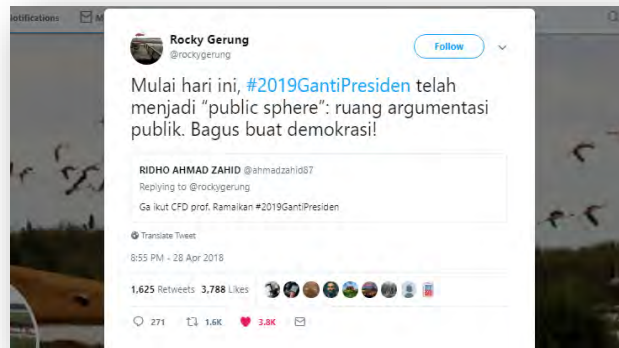 otifications M
Rocky Gerung
@rockygerung
Follow
Mulai hari ini, #2019GantiPresiden telah
menjadi “public sphere”: ruang argumentasi
publik. Bagus buat demokrasi!
RIDHO AHMAD ZAHID @ahmadzahid87
Replying to @rockygerung
Ga ikut CFD prof. Ramaikan #2019GantiPresiden
Translate Tweet
8:55 PM - 28 Apr 2018
1,625 Retweets 3,788 Likes
271 1.6K 3.8K